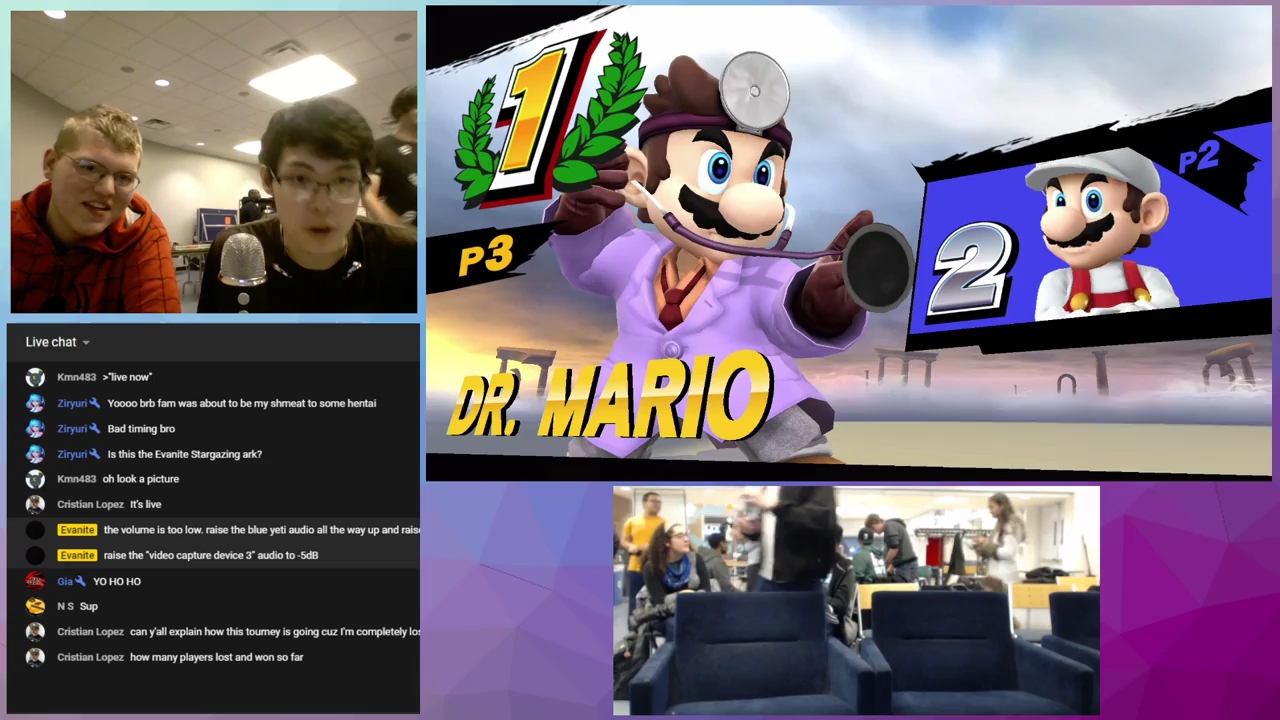 Live chat
Kmn483 >"live now"
Ziryuri Yoooo brb fam was about to be my shmeat to some hentai
Ziryuri Bad timing bro
Ziryuri Is this the Evanite Stargazing ark?
Kmn483 oh look a picture
Cristian Lopez It's live
Evanite the volume is too low. raise the blue yeti audio all the way up and raise
Evanite raise the "video capture device 3" audio to -5dB
Gia YO HO HO
N S Sup
Cristian Lopez can y'all explain how this tourney is going cuz I'm completely los
Cristian Lopez how many players lost and won so far
1
P3
DR. MARIO
P2
2